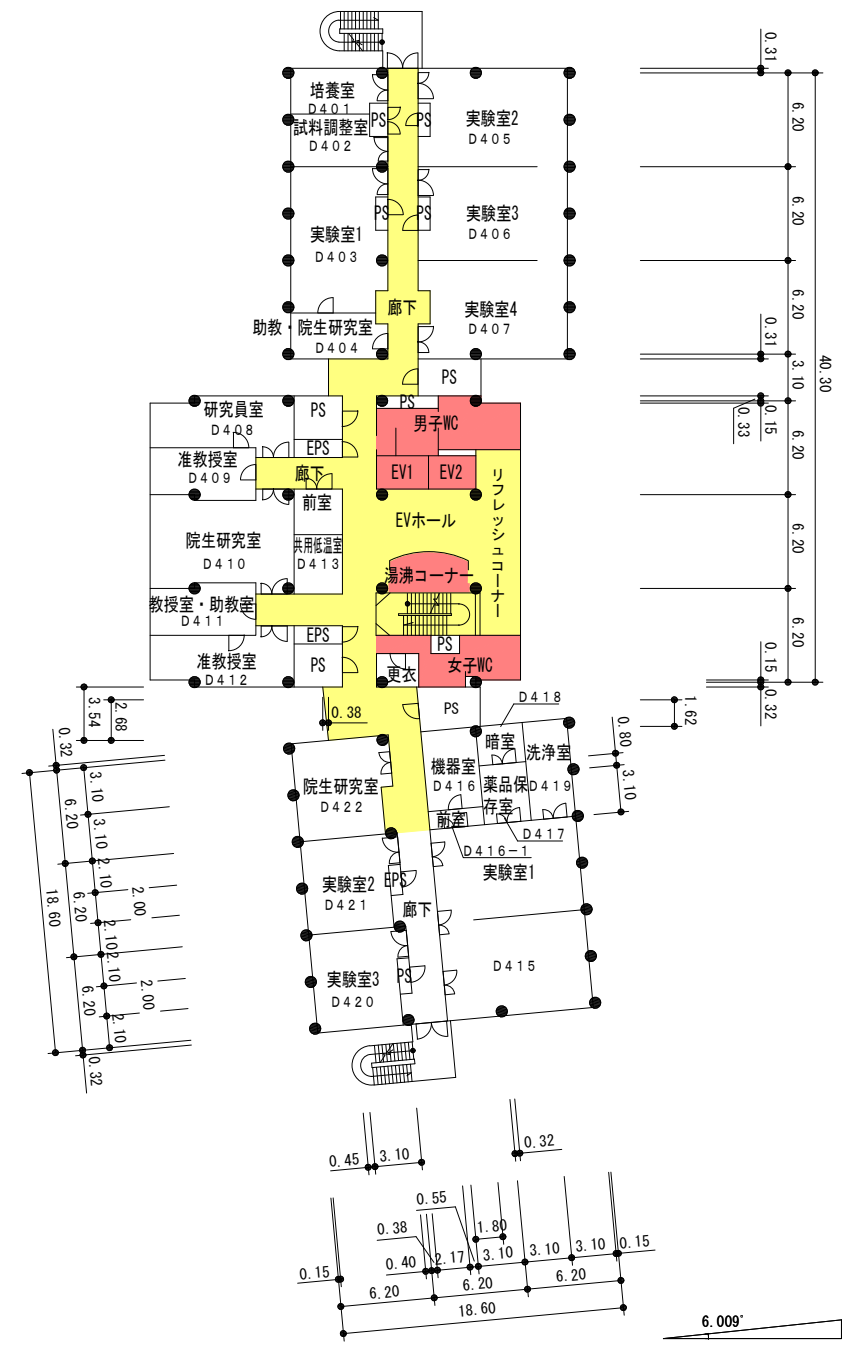 培養室
D401
PS
試料調整室
D402
PS
実験室2
D405
実験室1
D403
PS
PS
実験室3
D406
廊下
実験室4
D407
助教・院生研究室
D404
PS
研究員室
D408
PS
PS
男子WC
EPS
准教授室
D409
廊下
EV1
EV2
前室
リフレッシュコーナー
EVホール
院生研究室
D410
共用低温室
D413
湯沸コーナー
教授室・助教室
D411
EPS
PS
准教授室
D412
PS
更衣
女子WC
PS
D418
0.38
暗室
洗浄室
D419
機器室
D416
薬品保
存室
前室
D417
D416-1
院生研究室
D422
実験室1
実験室2
D421
EPS
廊下
D415
実験室3
D420
PS
0.31
6.20
6.20
6.20
0.31
3.10
40.30
0.15
0.33
6.20
6.20
6.20
0.15
0.32
1.62
0.80
3.10
3.54
2.68
0.32
3.10
6.20
3.10
2.10
18.60
6.20
2.00
2.10
2.10
6.20
2.00
2.10
0.32
0.45
3.10
0.32
0.55
0.38
1.80
0.15
0.40
2.17
3.10
3.10
3.10
0.15
6.20
6.20
6.20
18.60
6.009°